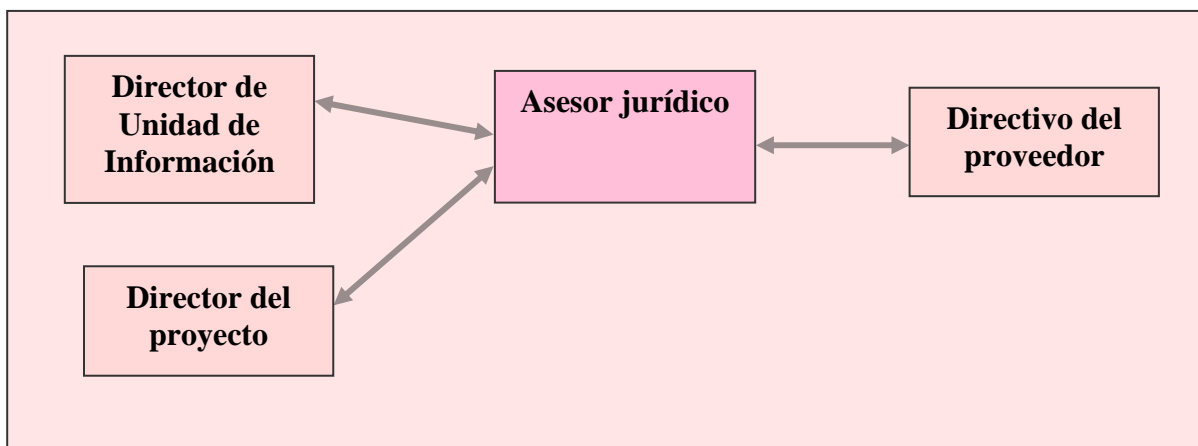 Director de
Unidad de
Información
Asesor jurídico
Directivo del
proveedor
Director del
proyecto